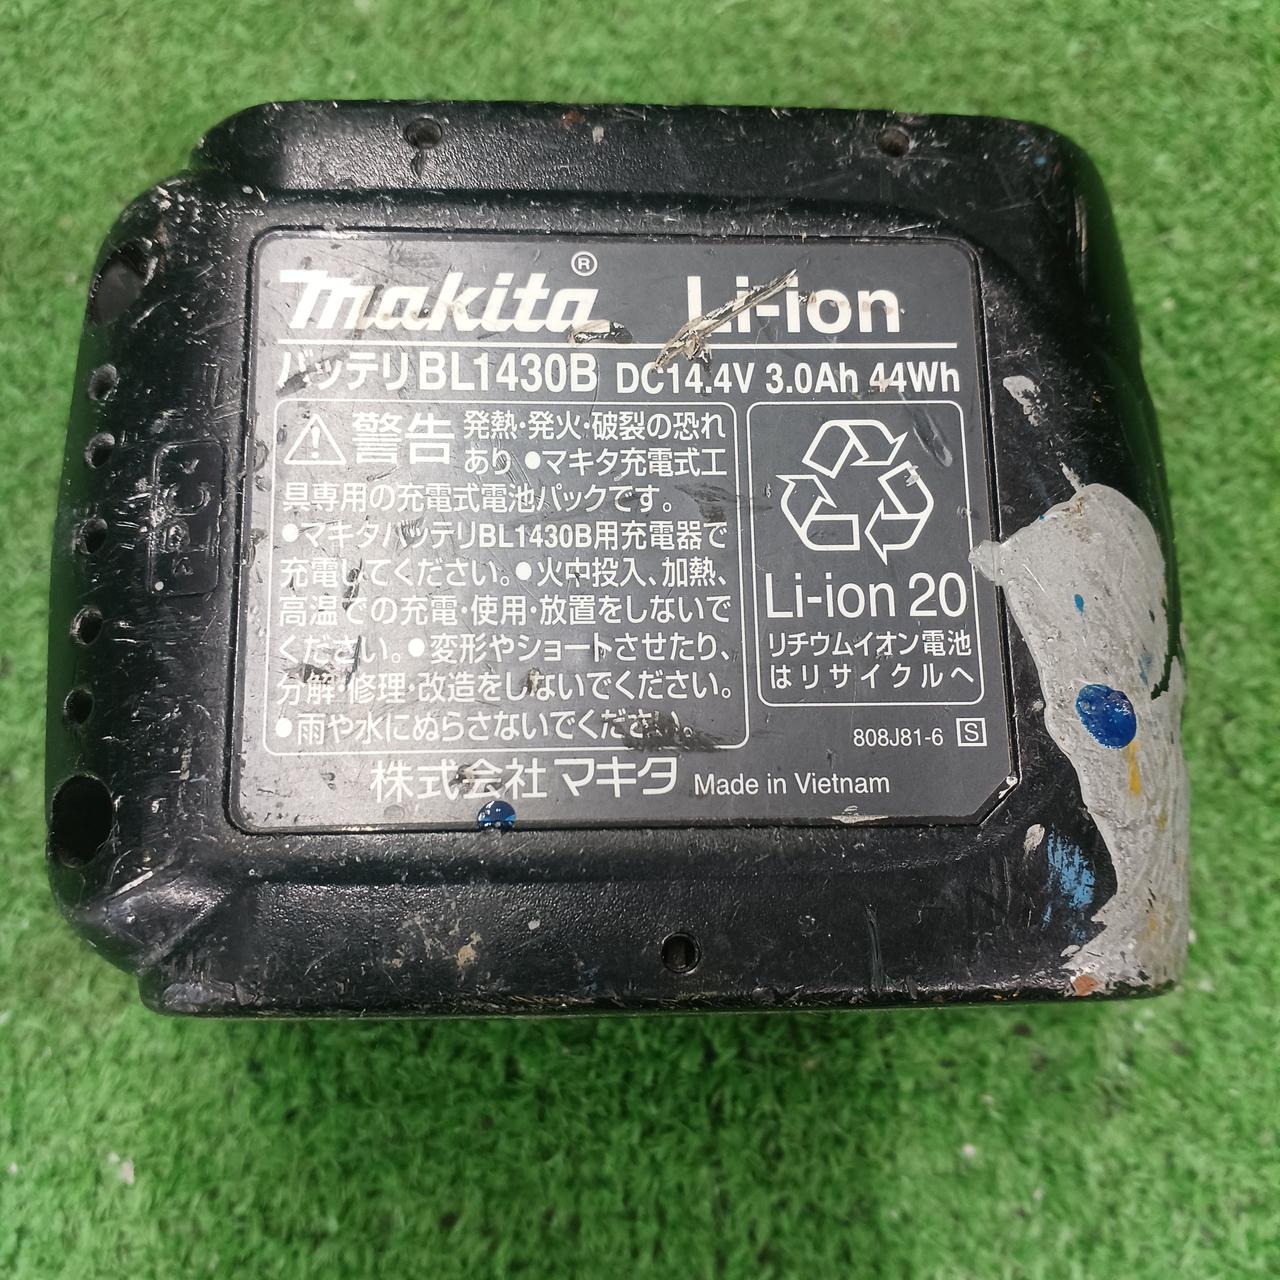 makita® Li-ion
バッテリBL1430B DC14.4V 3.0Ah 44Wh
警告 発熱・発火・破裂の恐れ
あり ●マキタ充電式工
具専用の充電式電池パックです。
●マキタバッテリBL1430B用充電器で
充電してください。●火中投入、加熱、
高温での充電・使用・放置をしないで
ください。●変形やショートさせたり、
分解・修理・改造をしないでください。
●雨や水にぬらさないでください。
Li-ion 20
リチウムイオン電池
はリサイクルへ
808J81-6 S
株式会社マキタ Made in Vietnam